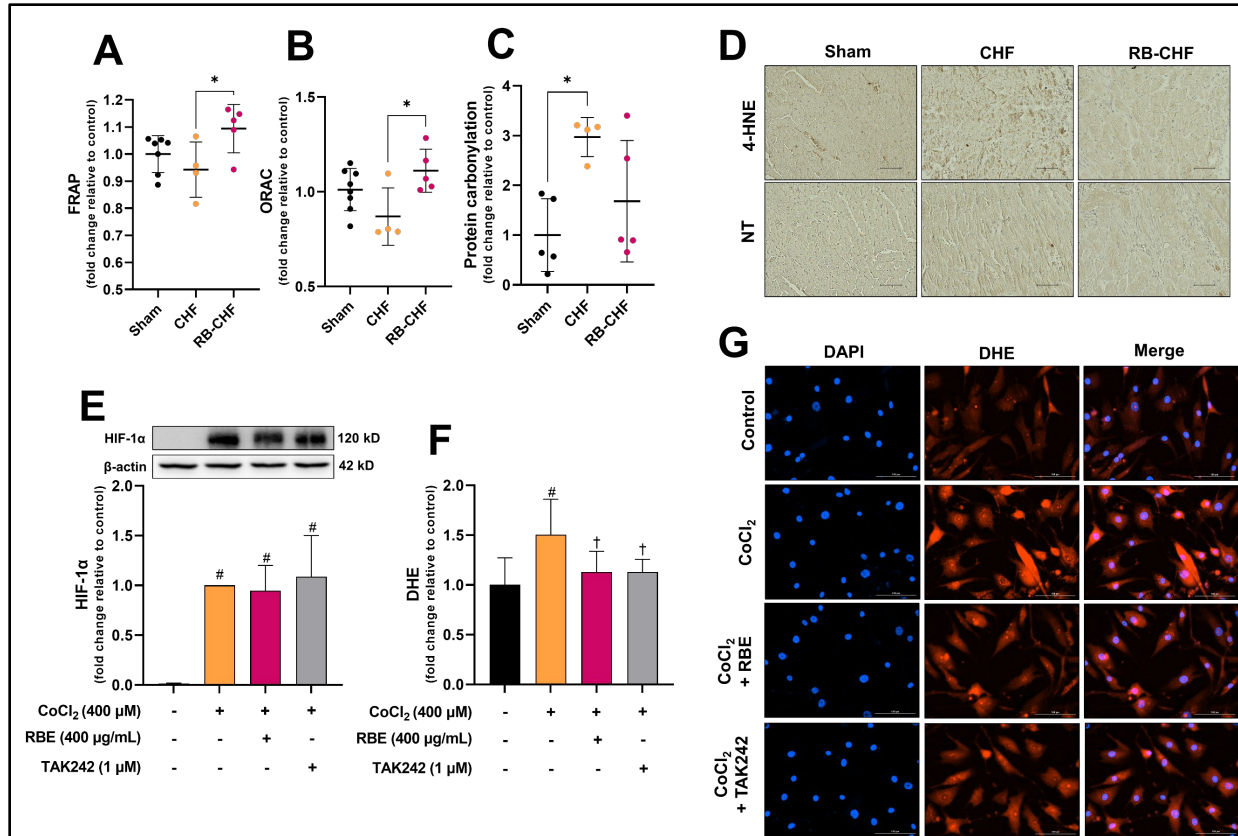 A
FRAP
(fold change relative to control)
1.2
1.1
1.0
0.9
0.8
0.7
0.6
0.5
*
Sham
CHF
RB-CHF
B
ORAC
(fold change relative to control)
1.5
1.0
0.5
*
Sham
CHF
RB-CHF
C
Protein carbonylation
(fold change relative to control)
4
3
2
1
0
*
Sham
CHF
RB-CHF
D
Sham CHF RB-CHF
4-HNE
NT
E
HIF-1α 120 kD
β-actin 42 kD
HIF-1α
(fold change relative to control)
2.0
1.5
1.0
0.5
0.0
# # #
CoCl₂ (400 μM) - + + +
RBE (400 μg/mL) - - + -
TAK242 (1 μM) - - - +
F
DHE
(fold change relative to control)
2.0
1.5
1.0
0.5
0.0
# † †
CoCl₂ (400 μM) - + + +
RBE (400 μg/mL) - - + -
TAK242 (1 μM) - - - +
G
DAPI DHE Merge
Control
CoCl₂
CoCl₂
+ RBE
CoCl₂
+ TAK242